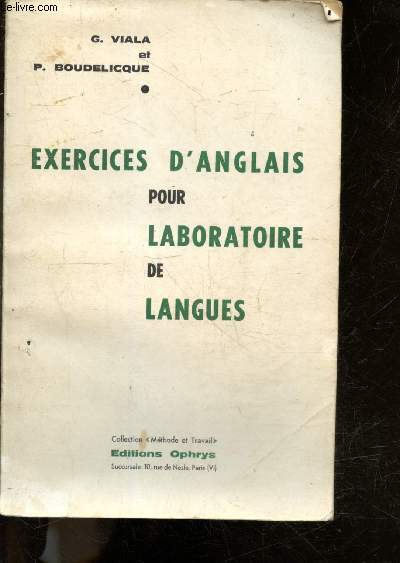 www.e-livre.com
G. VIALA
et
P. BOUDELICQUE
EXERCICES D'ANGLAIS
POUR
LABORATOIRE
DE
LANGUES
Collection «Méthode et Travail»
Editions Ophrys
Succursale: 10, rue de Nesle, Paris (VI)